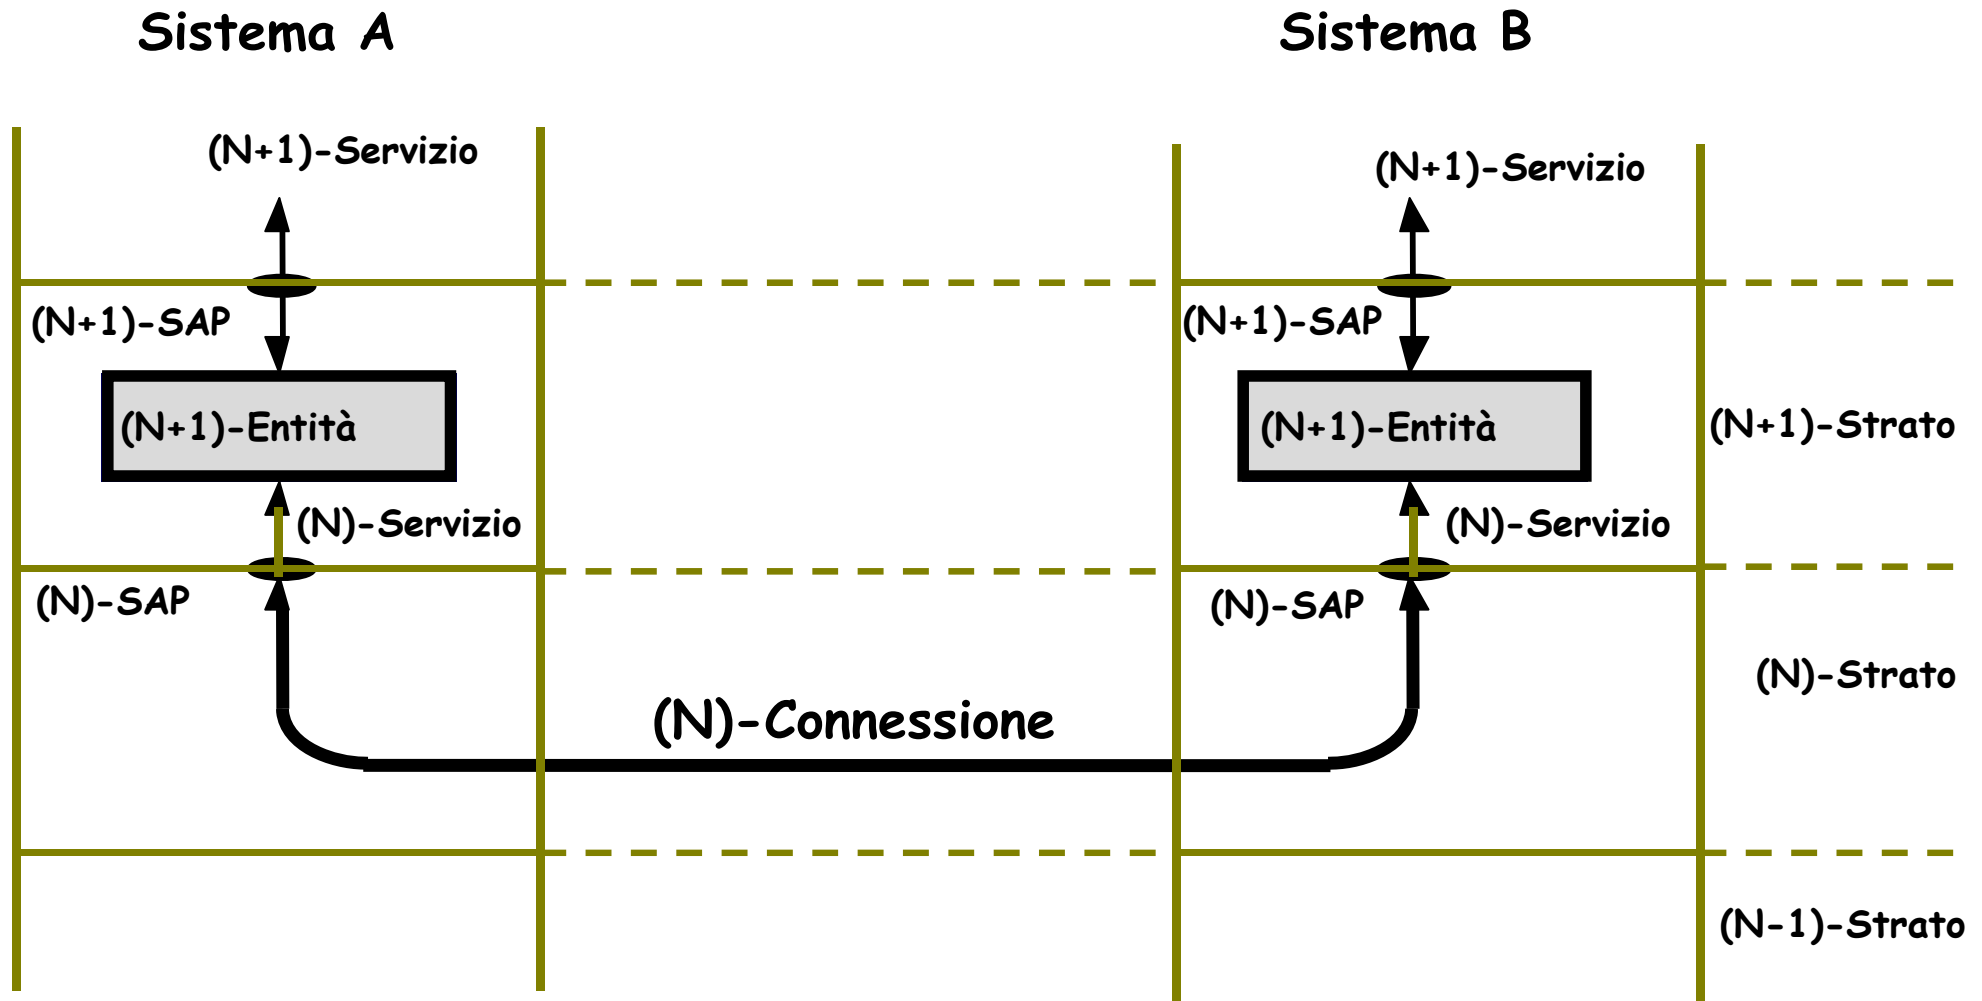 Sistema A
Sistema B
(N+1)-Servizio
(N+1)-Servizio
(N+1)-SAP
(N+1)-SAP
(N+1)-Entità
(N+1)-Entità
(N+1)-Strato
(N)-Servizio
(N)-Servizio
(N)-SAP
(N)-SAP
(N)-Strato
(N)-Connessione
(N-1)-Strato